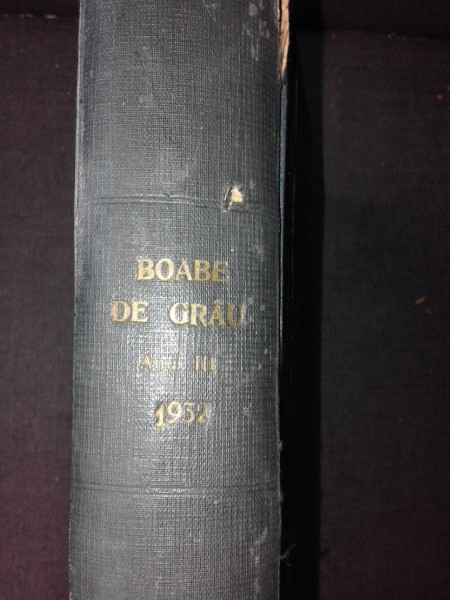 BOABE
DE GRÂU
Anul III
1932